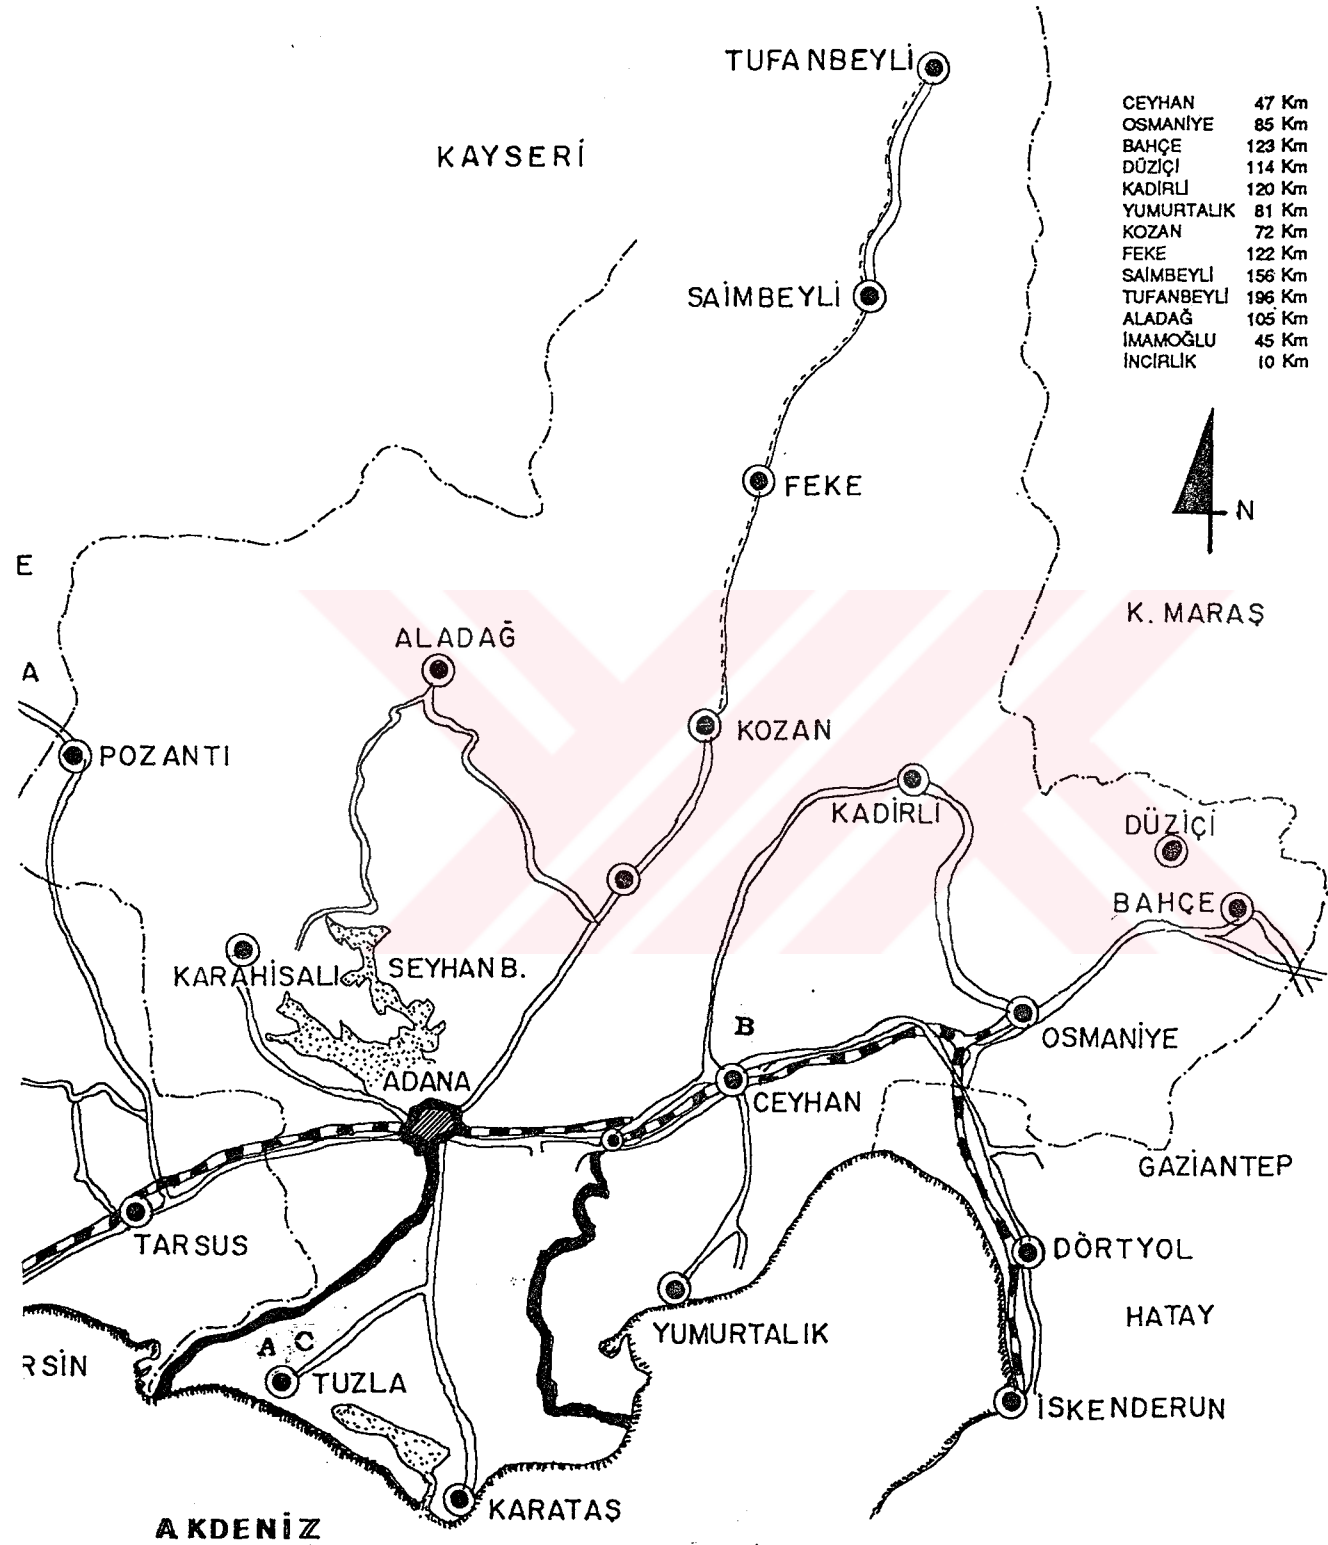 TUFANBEYLİ
CEYHAN 47 Km
OSMANİYE 85 Km
BAHÇE 123 Km
DÜZİÇİ 114 Km
KADİRLİ 120 Km
YUMURTALIK 81 Km
KOZAN 72 Km
FEKE 122 Km
SAİMBEYLİ 156 Km
TUFANBEYLİ 196 Km
ALADAĞ 105 Km
İMAMOĞLU 45 Km
İNCİRLİK 10 Km
KAYSERİ
SAİMBEYLİ
FEKE
N
E
K. MARAŞ
ALADAĞ
A
KOZAN
POZANTI
KADİRLİ
DÜZİÇİ
BAHÇE
KARAHİSALI
SEYHAN B.
B
OSMANİYE
ADANA
CEYHAN
GAZİANTEP
TARSUS
DÖRTYOL
HATAY
YUMURTALIK
A C
RSİN
TUZLA
İSKENDERUN
KARATAŞ
AKDENİZ